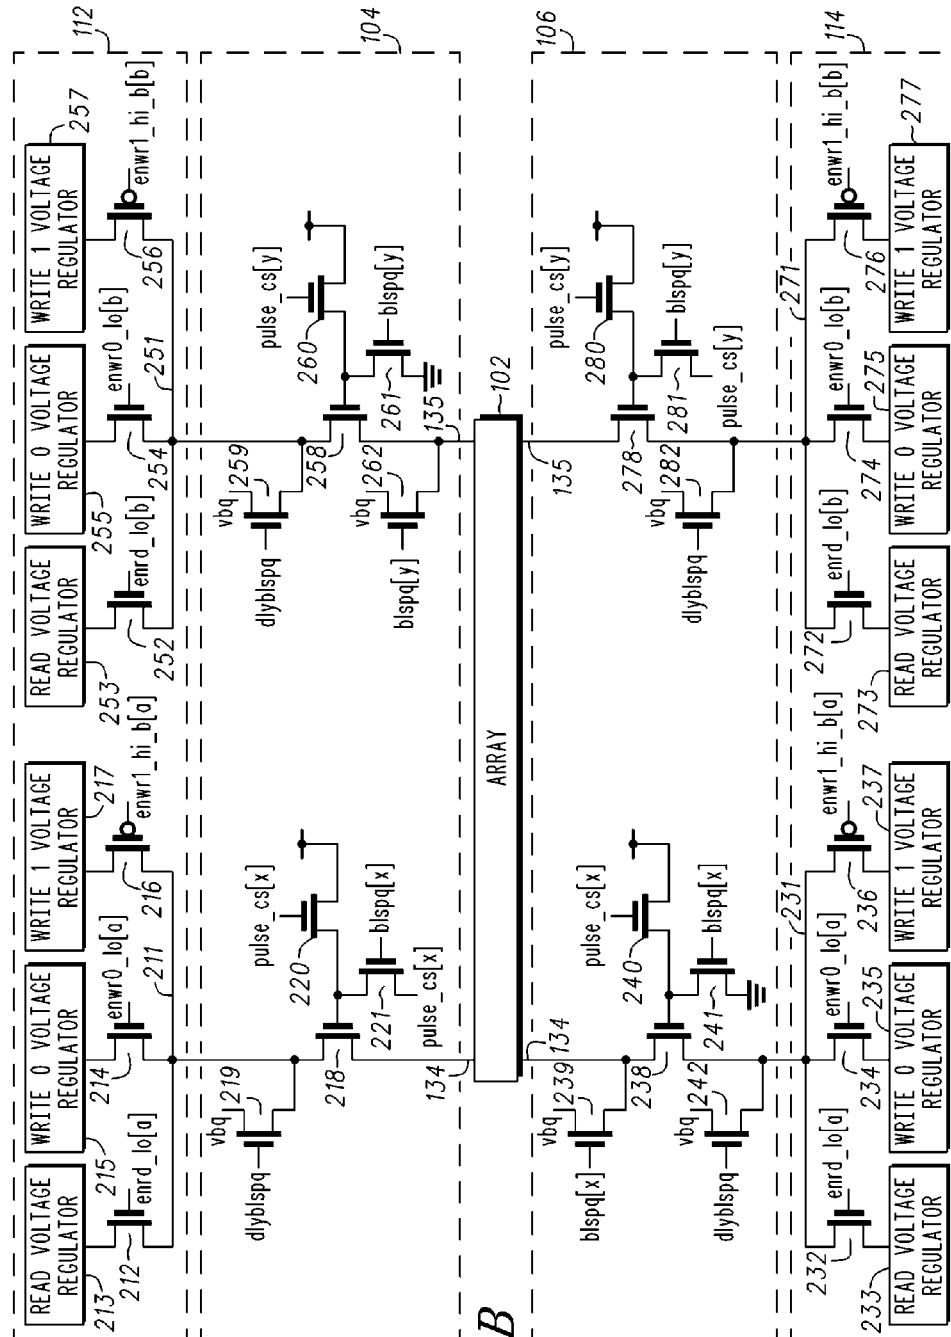 112
WRITE 1 VOLTAGE
REGULATOR
257
enwr1_hi_b[b]
256
WRITE 0 VOLTAGE
REGULATOR
255
enwr0_lo[b]
254
251
READ VOLTAGE
REGULATOR
253
enrd_lo[b]
252
WRITE 1 VOLTAGE
REGULATOR
217
enwr1_hi_b[a]
216
WRITE 0 VOLTAGE
REGULATOR
215
enwr0_lo[a]
214
211
READ VOLTAGE
REGULATOR
213
enrd_lo[a]
212
104
pulse_cs[y]
260
blspq[y]
261
258
259
vbq
dlyblspq
262
vbq
blspq[y]
135
pulse_cs[x]
220
blspq[x]
221
pulse_cs[x]
218
219
vbq
dlyblspq
134
102
ARRAY
B
106
pulse_cs[y]
280
blspq[y]
281
pulse_cs[y]
278
282
vbq
dlyblspq
135
pulse_cs[x]
240
blspq[x]
241
238
239
vbq
blspq[x]
242
vbq
dlyblspq
134
114
271
enwr1_hi_b[b]
276
277
WRITE 1 VOLTAGE
REGULATOR
enwr0_lo[b]
274
275
WRITE 0 VOLTAGE
REGULATOR
enrd_lo[b]
272
273
READ VOLTAGE
REGULATOR
231
enwr1_hi_b[a]
236
237
WRITE 1 VOLTAGE
REGULATOR
enwr0_lo[a]
234
235
WRITE 0 VOLTAGE
REGULATOR
enrd_lo[a]
232
233
READ VOLTAGE
REGULATOR